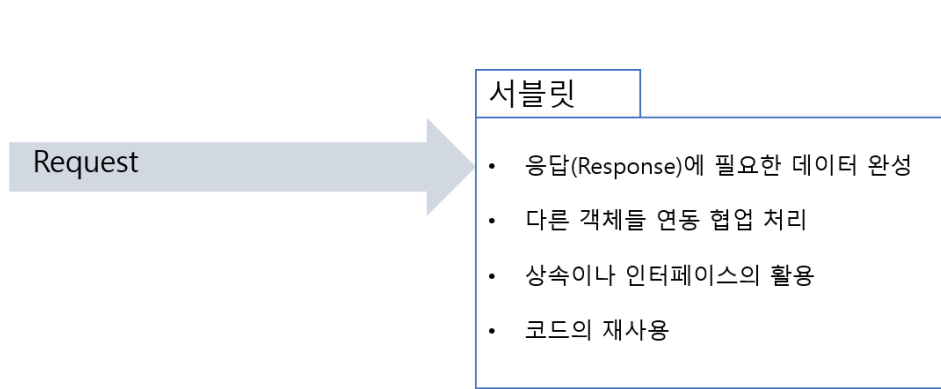 서블릿
Request
• 응답(Response)에 필요한 데이터 완성
• 다른 객체들 연동 협업 처리
• 상속이나 인터페이스의 활용
• 코드의 재사용